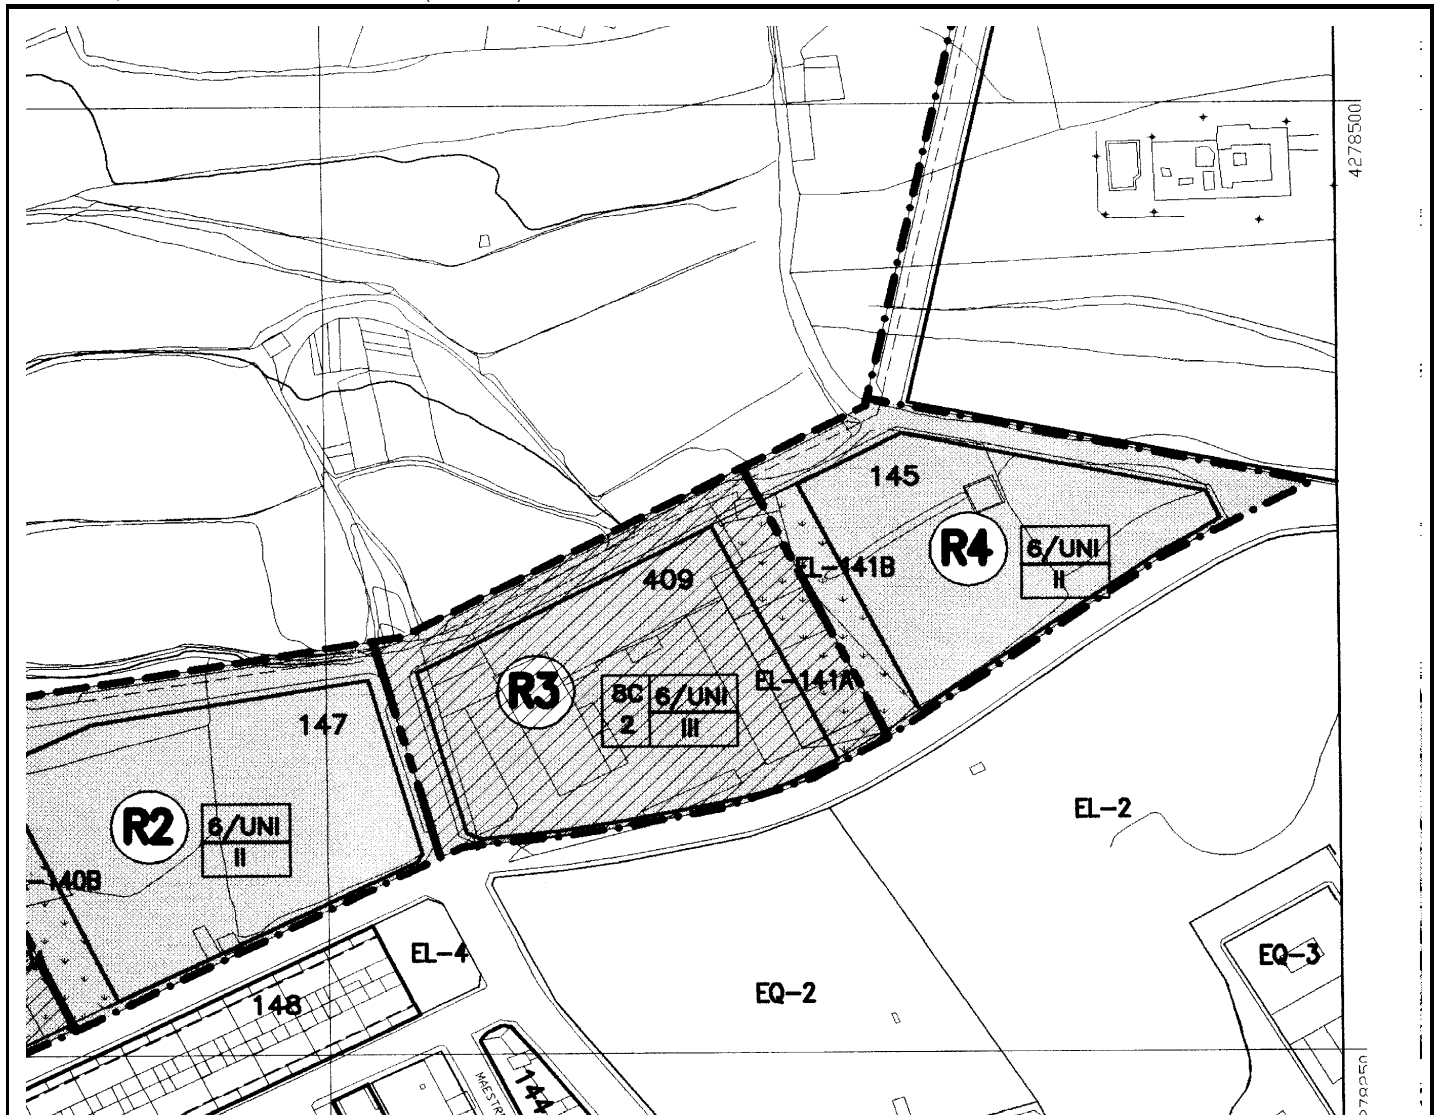 4278500
145
R4
6/UNI
II
EL-141B
409
R3
SC
2
6/UNI
III
EL-141A
147
R2
6/UNI
II
-140B
EL-2
EL-4
EQ-3
EQ-2
148
144
MAESTR